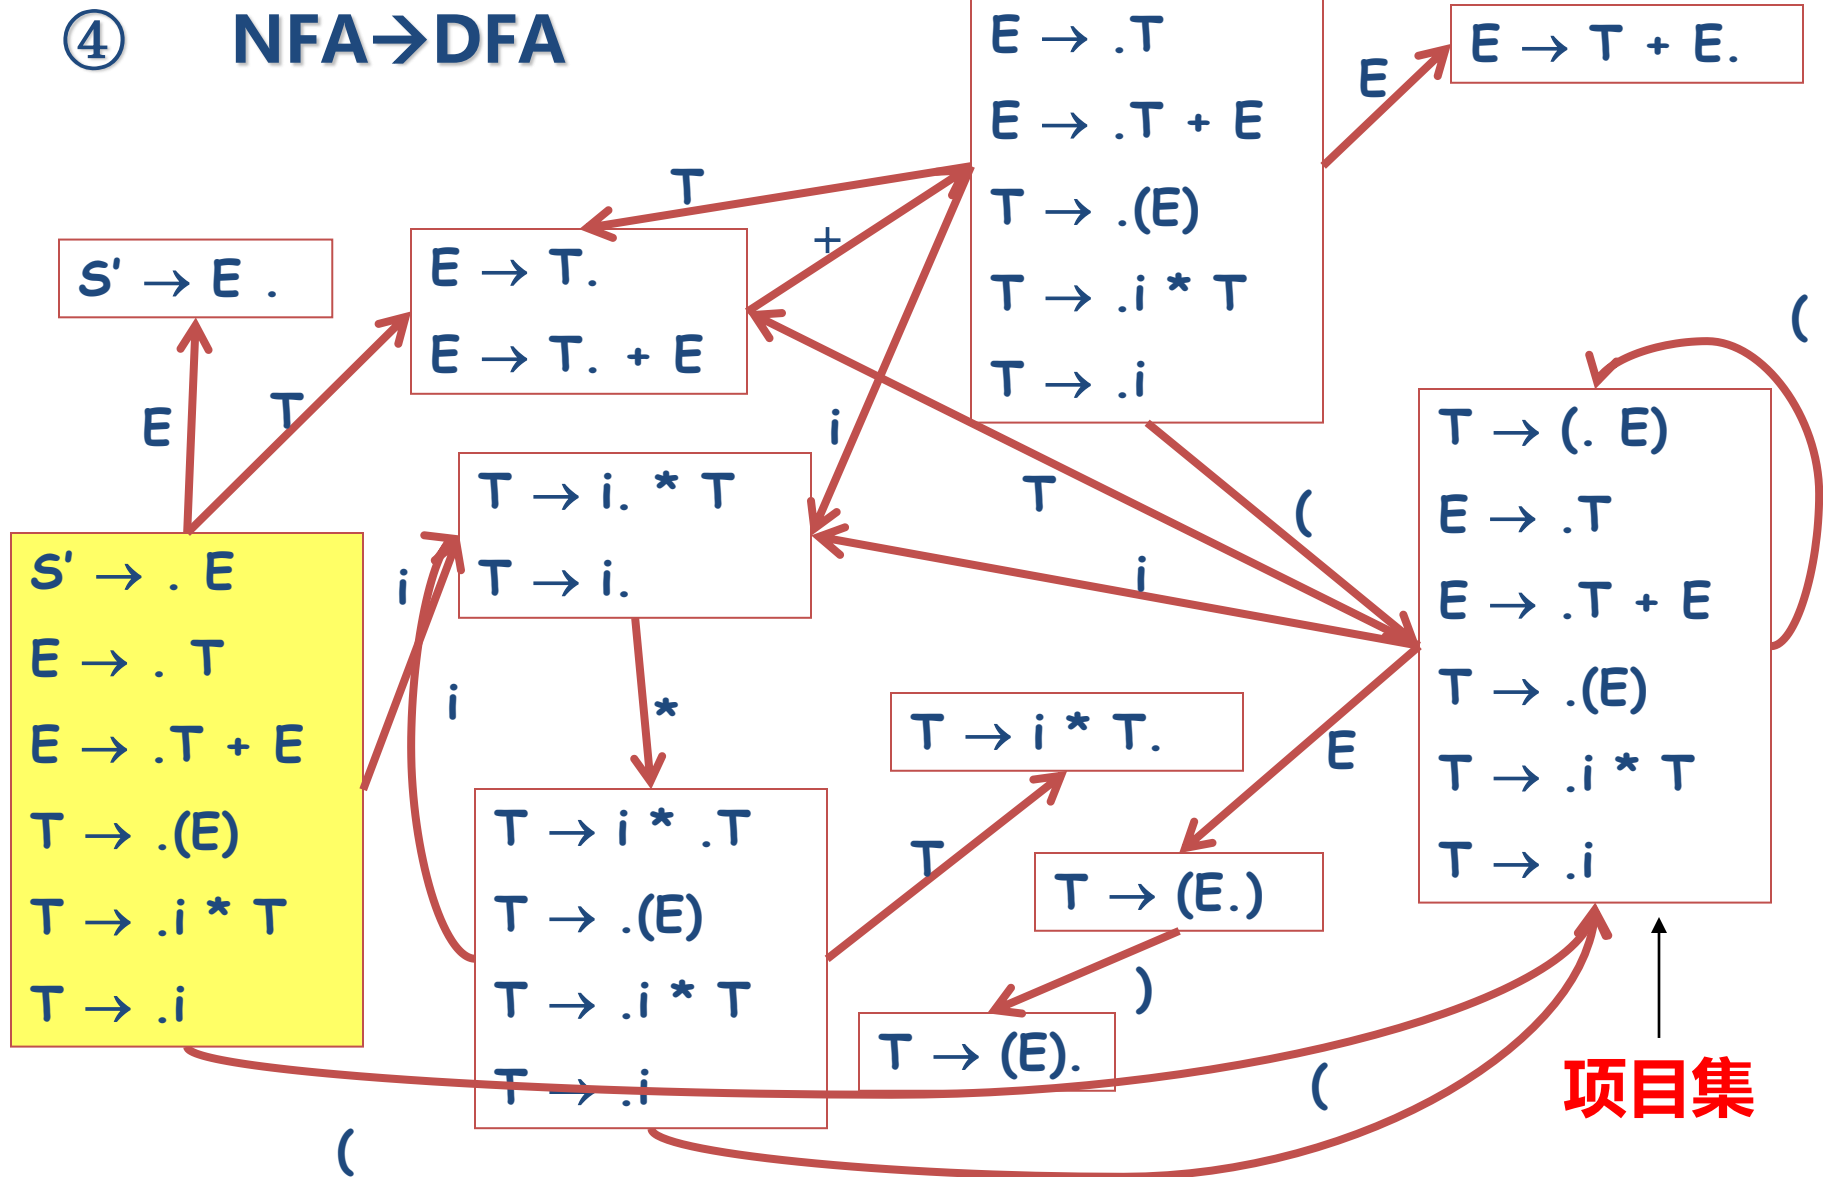 ④ NFA→DFA
E → .T
E → .T + E
T → .(E)
T → .i * T
T → .i
E → T + E.
E
T
+
S' → E .
E → T.
E → T. + E
E
T
i
(
T → i. * T
T → i.
T
(
i
i
i
*
S' → . E
E → . T
E → .T + E
T → .(E)
T → .i * T
T → .i
T → (. E)
E → .T
E → .T + E
T → .(E)
T → .i * T
T → .i
T → i * T.
E
T → i * .T
T → .(E)
T → .i * T
T → .i
T
T → (E.)
)
T → (E).
(
(
项目集